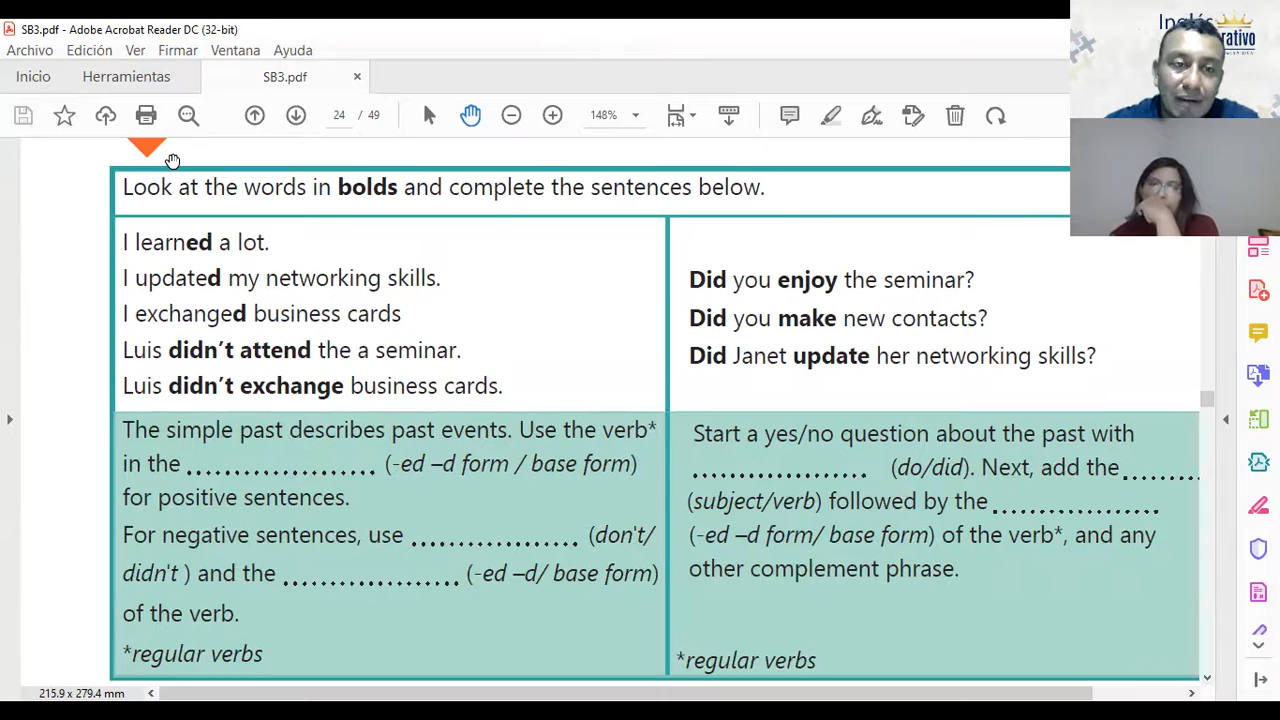 SB3.pdf - Adobe Acrobat Reader DC (32-bit)
Archivo Edición Ver Firmar Ventana Ayuda
Inicio Herramientas SB3.pdf ×
24 / 49 148%
Inglés
rativo
Look at the words in bolds and complete the sentences below.
I learned a lot.
I updated my networking skills.
I exchanged business cards
Luis didn't attend the a seminar.
Luis didn't exchange business cards.
Did you enjoy the seminar?
Did you make new contacts?
Did Janet update her networking skills?
The simple past describes past events. Use the verb*
in the .................... (-ed –d form / base form)
for positive sentences.
For negative sentences, use .................. (don't/
didn't ) and the ................... (-ed –d/ base form)
of the verb.
*regular verbs
Start a yes/no question about the past with
................... (do/did). Next, add the ........
(subject/verb) followed by the ..................
(-ed –d form/ base form) of the verb*, and any
other complement phrase.
*regular verbs
215.9 x 279.4 mm